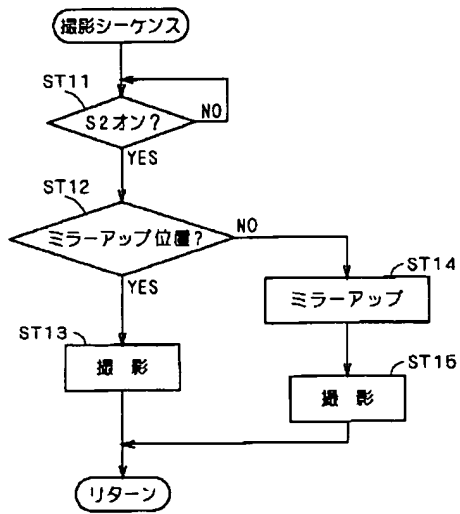 撮影シーケンス
ST11
S2オン?
NO
YES
ST12
ミラーアップ位置?
NO
YES
ST14
ミラーアップ
ST13
撮 影
ST15
撮 影
リターン